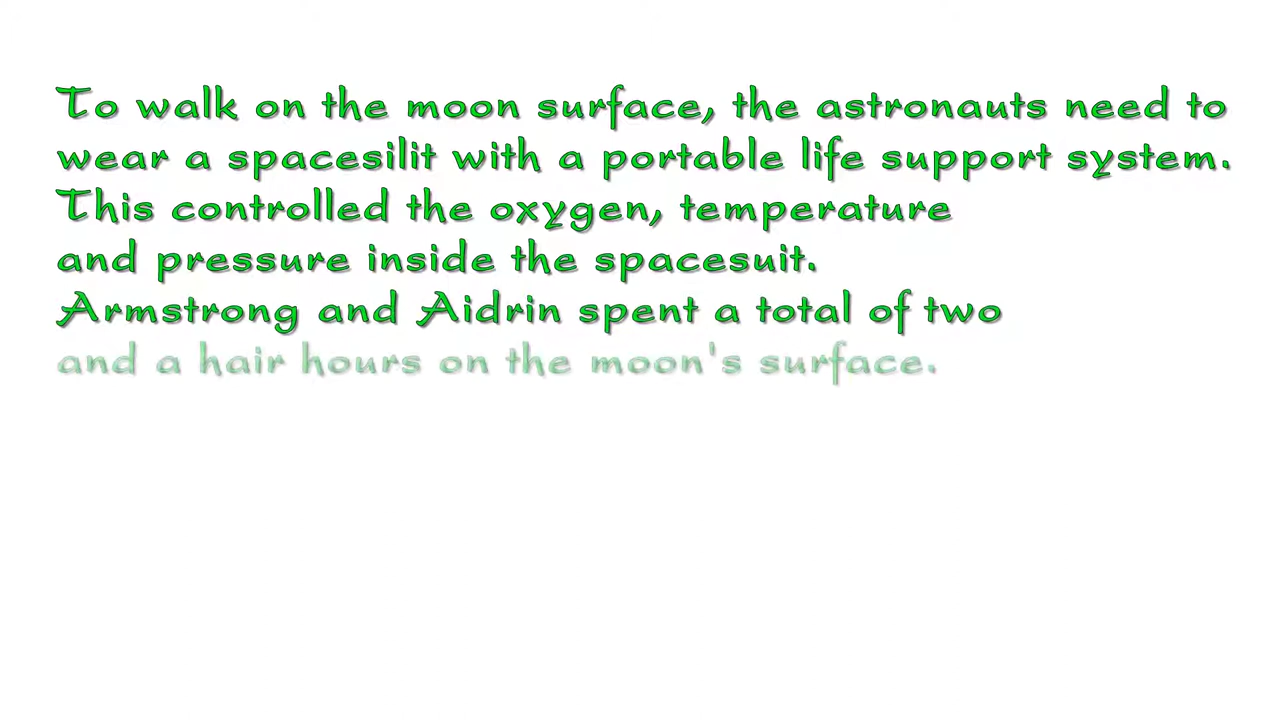 To walk on the moon surface, the astronauts need to
wear a spacesilit with a portable life support system.
This controlled the oxygen, temperature
and pressure inside the spacesuit.
Armstrong and Aidrin spent a total of two
and a hair hours on the moon's surface.